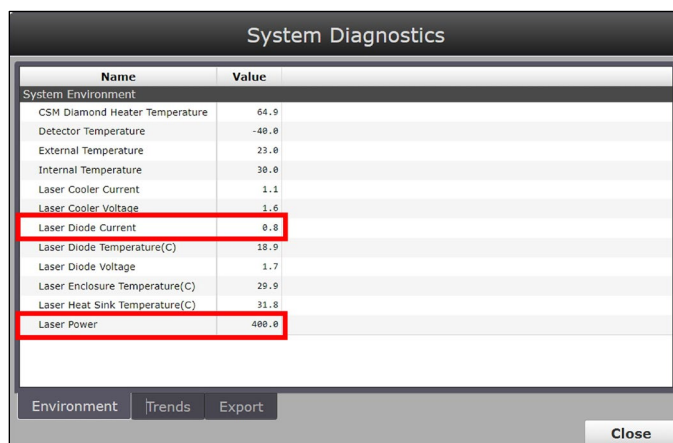 System Diagnostics
Name Value
System Environment
CSM Diamond Heater Temperature 64.9
Detector Temperature -40.0
External Temperature 23.0
Internal Temperature 30.0
Laser Cooler Current 1.1
Laser Cooler Voltage 1.6
Laser Diode Current 0.8
Laser Diode Temperature(C) 18.9
Laser Diode Voltage 1.7
Laser Enclosure Temperature(C) 29.9
Laser Heat Sink Temperature(C) 31.8
Laser Power 400.0
Environment Trends Export
Close